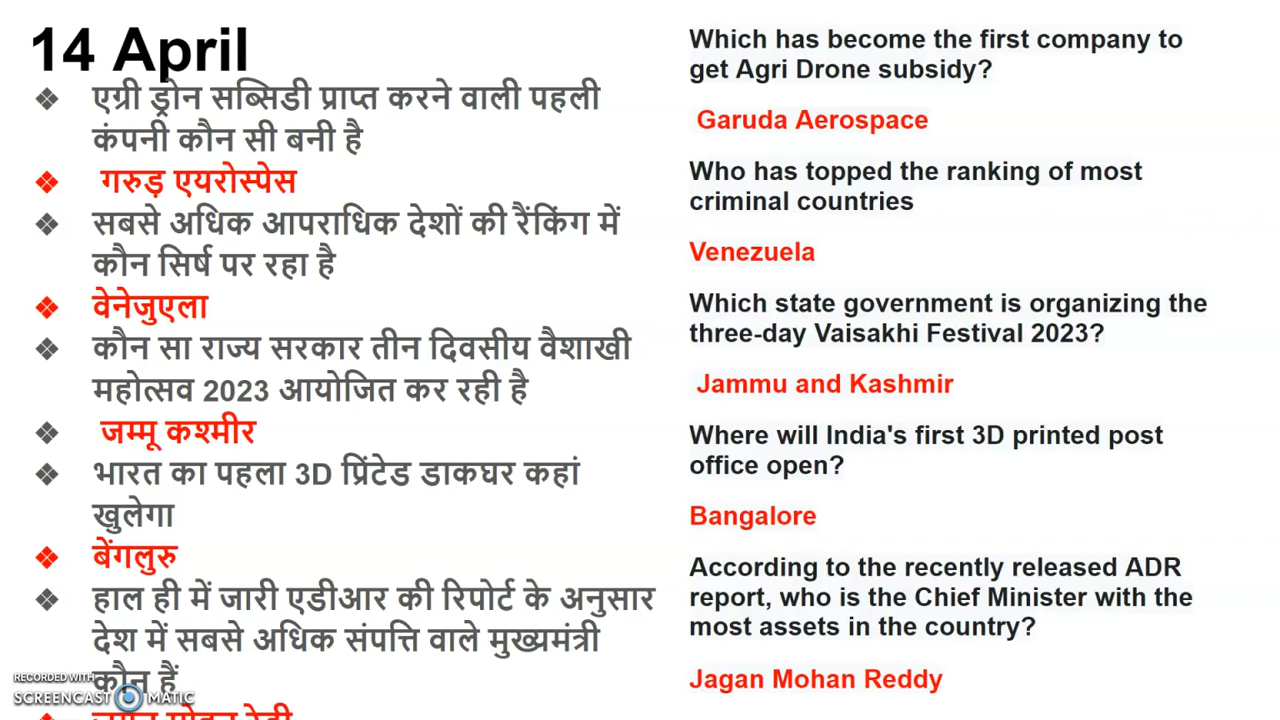 14 April
❖ एग्री ड्रोन सब्सिडी प्राप्त करने वाली पहली
कंपनी कौन सी बनी है
❖ गरुड़ एयरोस्पेस
❖ सबसे अधिक आपराधिक देशों की रैंकिंग में
कौन सिर्ष पर रहा है
❖ वेनेजुएला
❖ कौन सा राज्य सरकार तीन दिवसीय वैशाखी
महोत्सव 2023 आयोजित कर रही है
❖ जम्मू कश्मीर
❖ भारत का पहला 3D प्रिंटेड डाकघर कहां
खुलेगा
❖ बेंगलुरु
❖ हाल ही में जारी एडीआर की रिपोर्ट के अनुसार
देश में सबसे अधिक संपत्ति वाले मुख्यमंत्री
कौन हैं
Which has become the first company to
get Agri Drone subsidy?
Garuda Aerospace
Who has topped the ranking of most
criminal countries
Venezuela
Which state government is organizing the
three-day Vaisakhi Festival 2023?
Jammu and Kashmir
Where will India's first 3D printed post
office open?
Bangalore
According to the recently released ADR
report, who is the Chief Minister with the
most assets in the country?
Jagan Mohan Reddy
RECORDED WITH
SCREENCAST MATIC